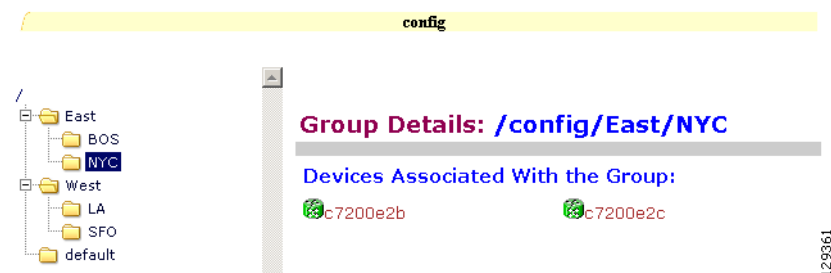 config
/
East
BOS
NYC
West
LA
SFO
default
Group Details: /config/East/NYC
Devices Associated With the Group:
c7200e2b c7200e2c
129361